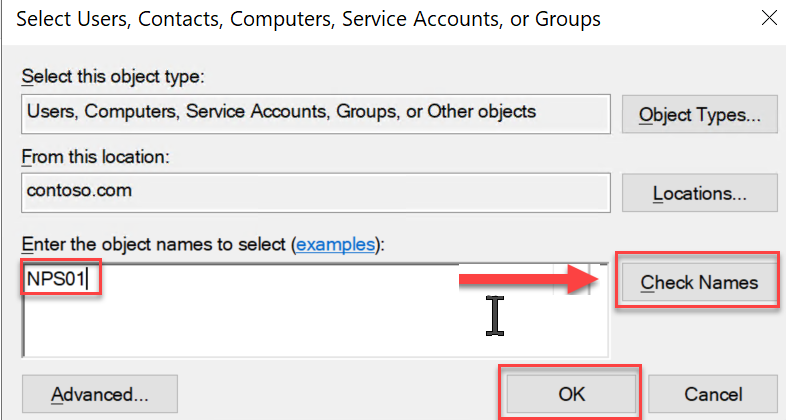 Select Users, Contacts, Computers, Service Accounts, or Groups
Select this object type:
Users, Computers, Service Accounts, Groups, or Other objects
Object Types...
From this location:
contoso.com
Locations...
Enter the object names to select (examples):
NPS01
Check Names
Advanced...
OK
Cancel